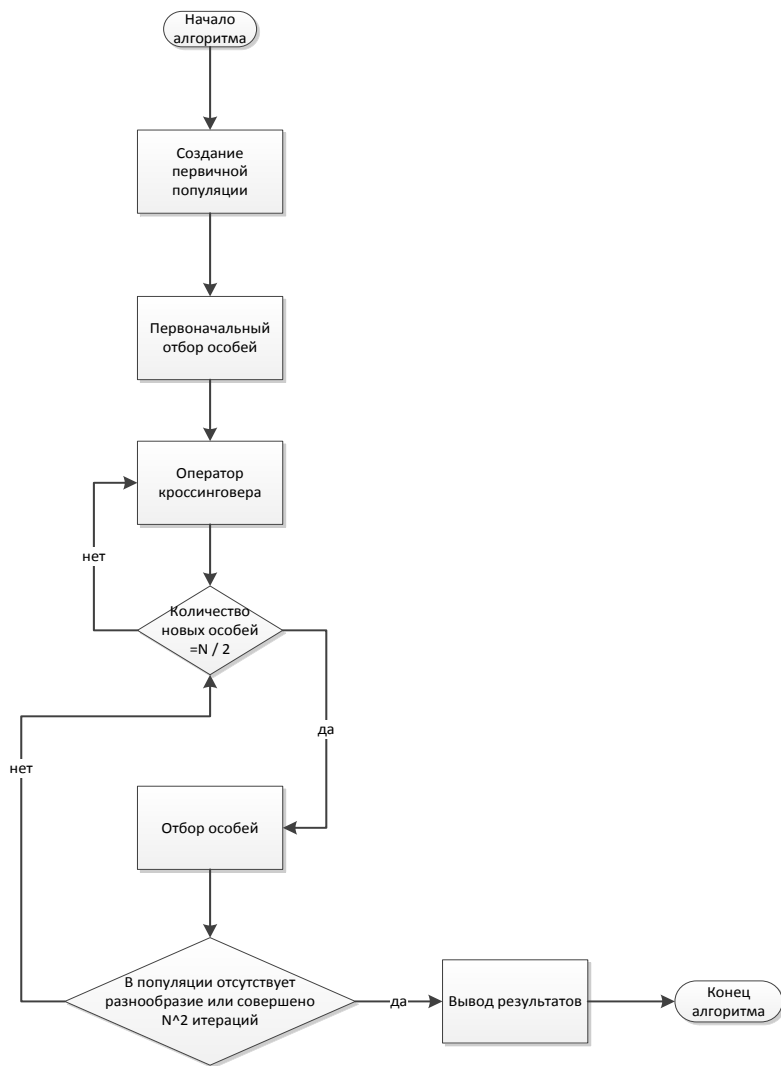 Начало
алгоритма
Создание
первичной
популяции
Первоначальный
отбор особей
Оператор
кроссинговера
нет
Количество
новых особей
=N / 2
да
нет
Отбор особей
В популяции отсутствует
разнообразие или совершено
N^2 итераций
да
Вывод результатов
Конец
алгоритма